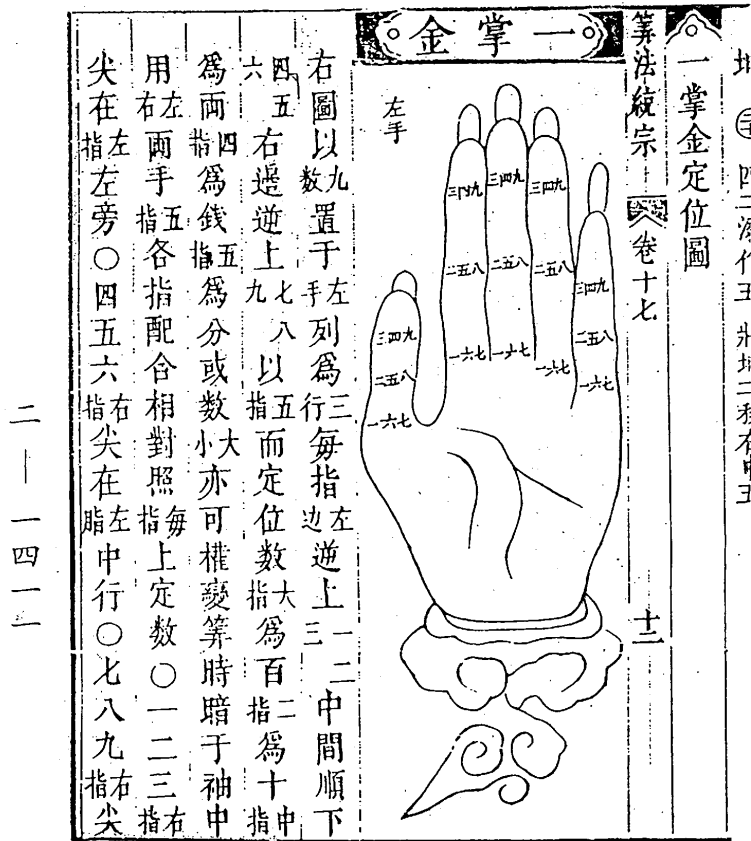 一掌金定位圖
筭法統宗 卷十七 十二
一掌金
左手
三四九 二五八 一六七
三四九 二五八 一六七
三四九 二五八 一六七
三四九 二五八 一六七
三四九 二五八 一六七
右圖以九數置于左手列爲三行每指左边逆上一二三中間順下
四五六右邊逆上七八九以五指而定位數大指爲百二指爲十中指
爲両四指爲錢五指爲分或数大小亦可權變筭時暗于袖中
用左右両手五指各指配合相對照每指上定數〇一二三右指
尖在左指左旁〇四五六右指尖在左脂中行〇七八九右指尖
二—一四一二